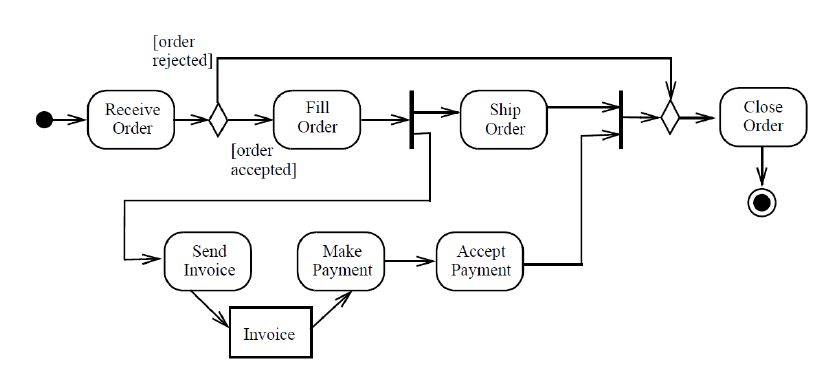 [order
rejected]
Receive
Order
Fill
Order
Ship
Order
Close
Order
[order
accepted]
Send
Invoice
Make
Payment
Accept
Payment
Invoice